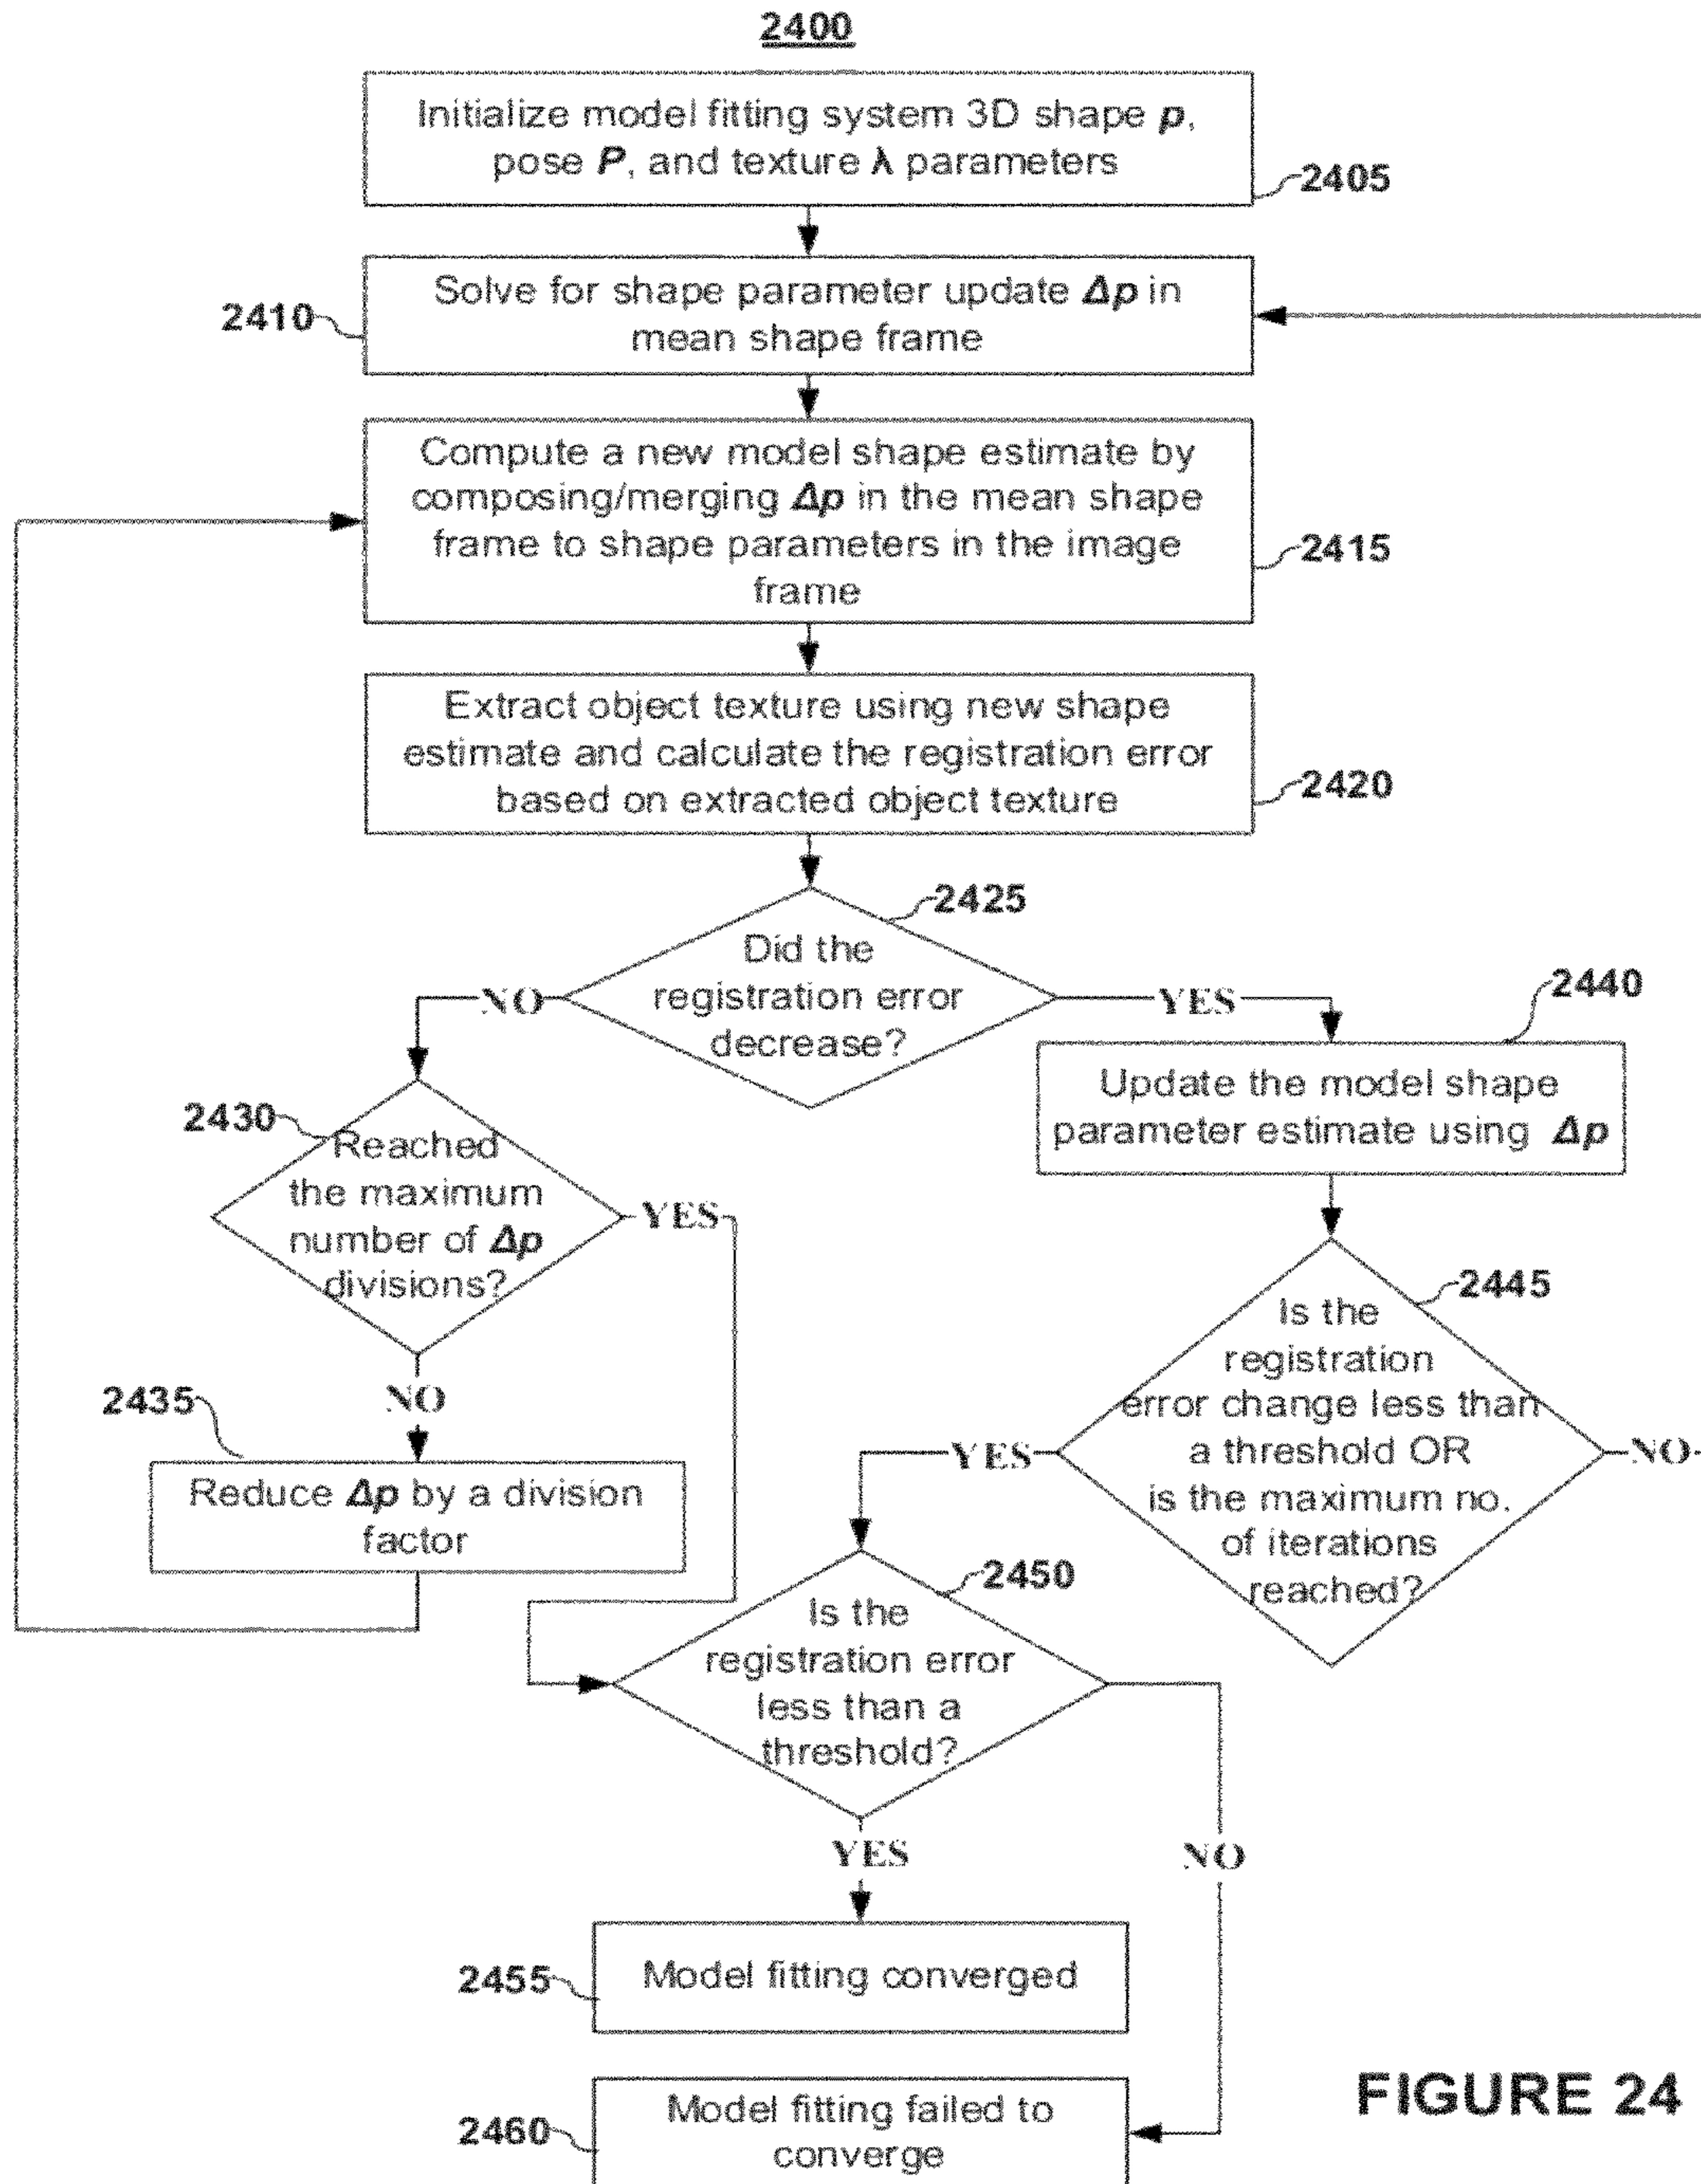 2400
Initialize model fitting system 3D shape p,
pose P, and texture λ parameters
2405
Solve for shape parameter update Δp in
mean shape frame
2410
Compute a new model shape estimate by
composing/merging Δp in the mean shape
frame to shape parameters in the image
frame
2415
Extract object texture using new shape
estimate and calculate the registration error
based on extracted object texture
2420
2425
Did the
registration error
decrease?
NO
YES
2440
Update the model shape
parameter estimate using Δp
2430
Reached
the maximum
number of Δp
divisions?
YES
NO
2435
Reduce Δp by a division
factor
2445
Is the
registration
error change less than
a threshold OR
is the maximum no.
of iterations
reached?
YES
NO
2450
Is the
registration error
less than a
threshold?
YES
NO
2455
Model fitting converged
2460
Model fitting failed to
converge
FIGURE 24